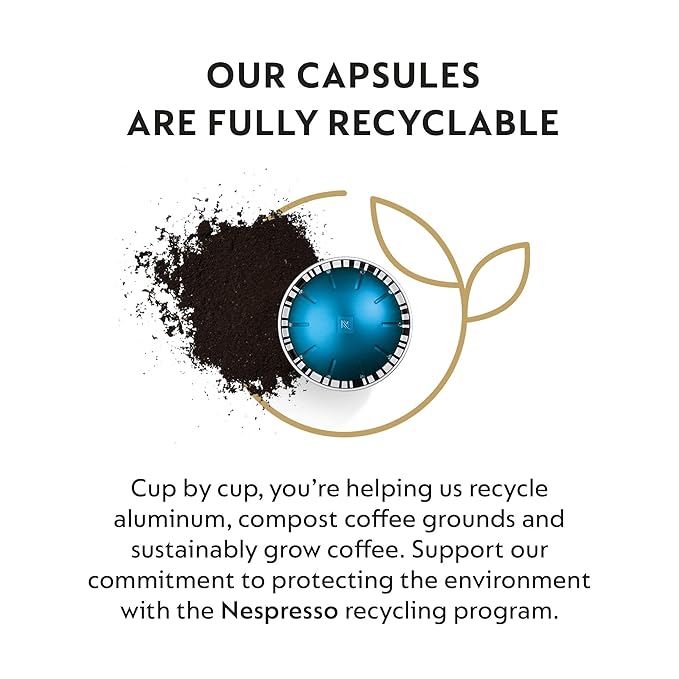 OUR CAPSULES
ARE FULLY RECYCLABLE
Cup by cup, you’re helping us recycle
aluminum, compost coffee grounds and
sustainably grow coffee. Support our
commitment to protecting the environment
with the Nespresso recycling program.